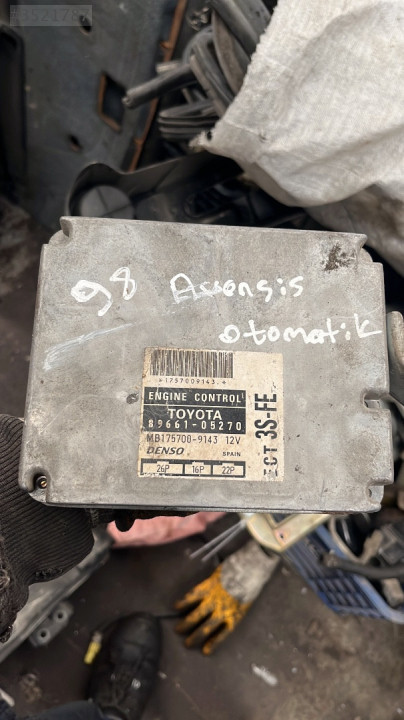 98 Avensis
otomatik
*1757009143.*
ENGINE CONTROL
TOYOTA
89661-05270
MB175700-9143 12V
DENSO SPAIN
26P 16P 22P
ECT 3S-FE